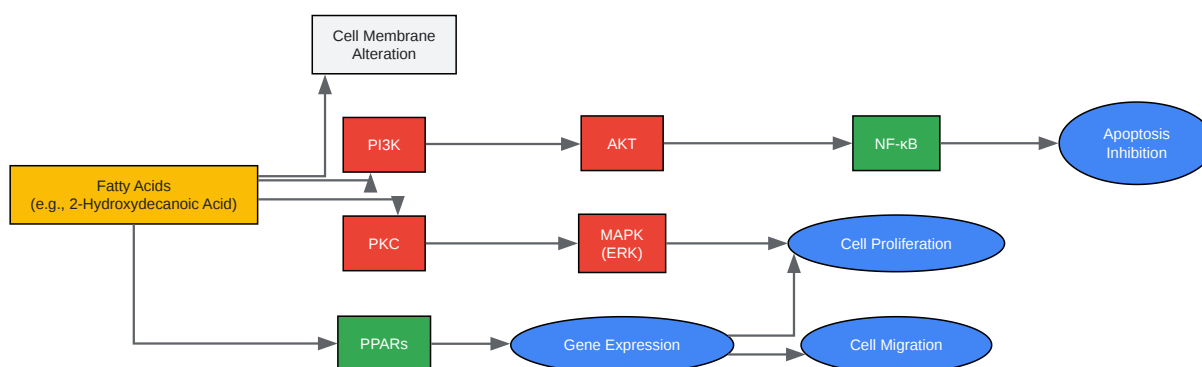 Cell Membrane
Alteration
PI3K
AKT
NF-κB
Apoptosis
Inhibition
Fatty Acids
(e.g., 2-Hydroxydecanoic Acid)
PKC
MAPK
(ERK)
Cell Proliferation
PPARs
Gene Expression
Cell Migration